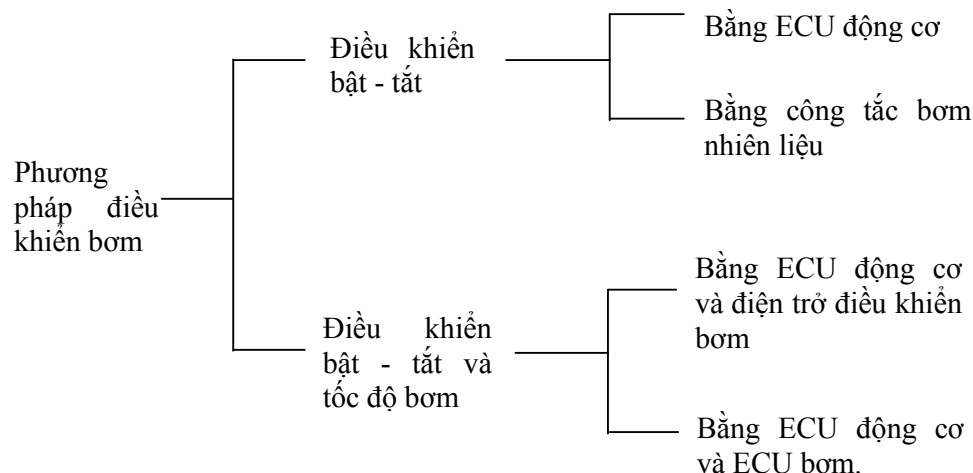 Phương
pháp điều
khiển bơm
Điều khiển
bật - tắt
Bằng ECU động cơ
Bằng công tắc bơm
nhiên liệu
Điều khiển
bật - tắt và
tốc độ bơm
Bằng ECU động cơ
và điện trở điều khiển
bơm
Bằng ECU động cơ
và ECU bơm.